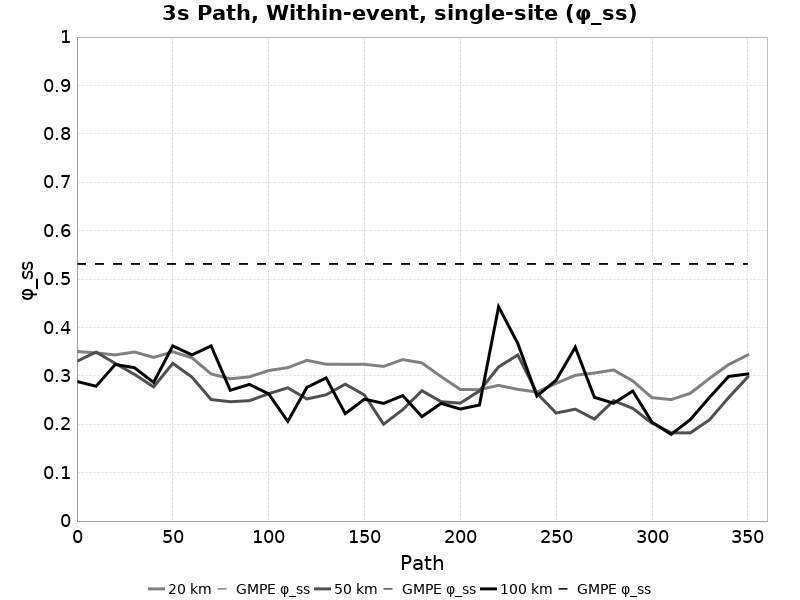 3s Path, Within-event, single-site (φ_ss)
1
0.9
0.8
0.7
0.6
0.5
0.4
0.3
0.2
0.1
0
φ_ss
0 50 100 150 200 250 300 350
Path
20 km GMPE φ_ss 50 km GMPE φ_ss 100 km GMPE φ_ss